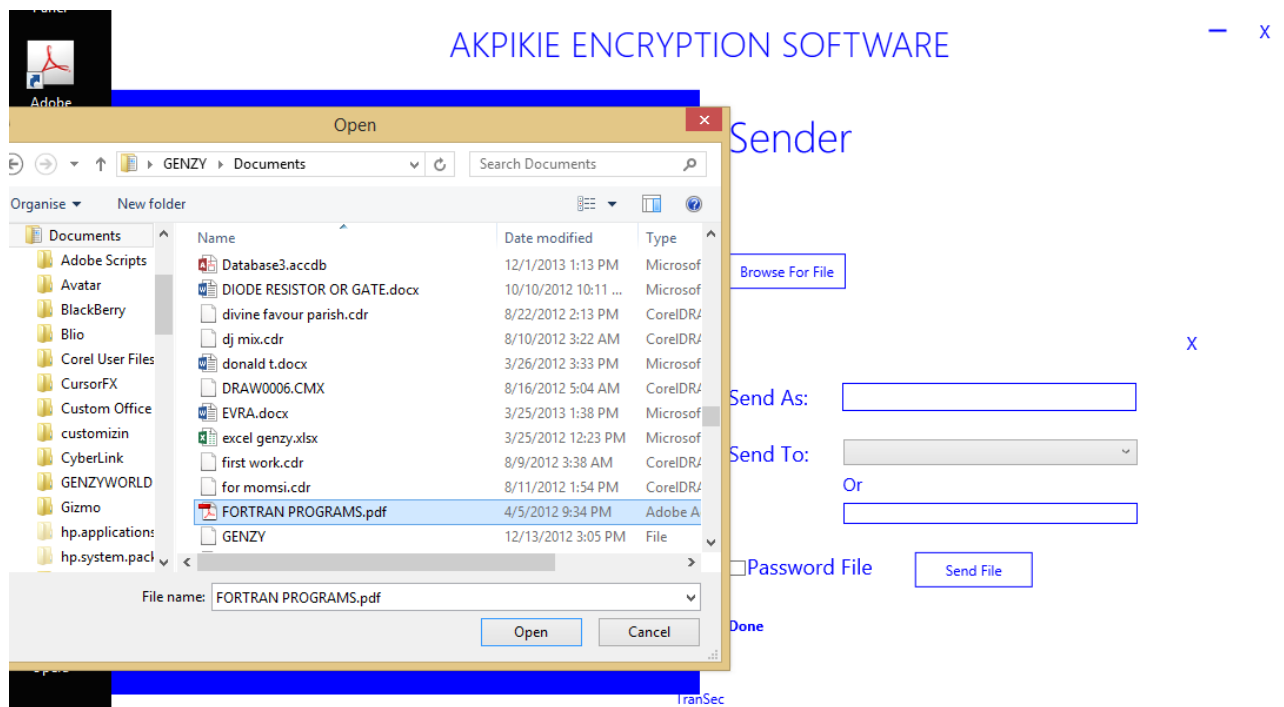 AKPIKIE ENCRYPTION SOFTWARE
X
Adobe
Open
Sender
GENZY Documents
Search Documents
Organise New folder
Documents
Adobe Scripts
Avatar
BlackBerry
Blio
Corel User Files
CursorFX
Custom Office
customizin
CyberLink
GENZYWORLD
Gizmo
hp.applications
hp.system.pack
Name Date modified Type
Database3.accdb 12/1/2013 1:13 PM Microsof
DIODE RESISTOR OR GATE.docx 10/10/2012 10:11 ... Microsof
divine favour parish.cdr 8/22/2012 2:13 PM CorelDRA
dj mix.cdr 8/10/2012 3:22 AM CorelDRA
donald t.docx 3/26/2012 3:33 PM Microsof
DRAW0006.CMX 8/16/2012 5:04 AM CorelDRA
EVRA.docx 3/25/2013 1:38 PM Microsof
excel genzy.xlsx 3/25/2012 12:23 PM Microsof
first work.cdr 8/9/2012 3:38 AM CorelDRA
for momsi.cdr 8/11/2012 1:54 PM CorelDRA
FORTRAN PROGRAMS.pdf 4/5/2012 9:34 PM Adobe A
GENZY 12/13/2012 3:05 PM File
File name: FORTRAN PROGRAMS.pdf
Open Cancel
Browse For File
X
Send As:
Send To:
Or
Password File
Send File
Done
TranSec